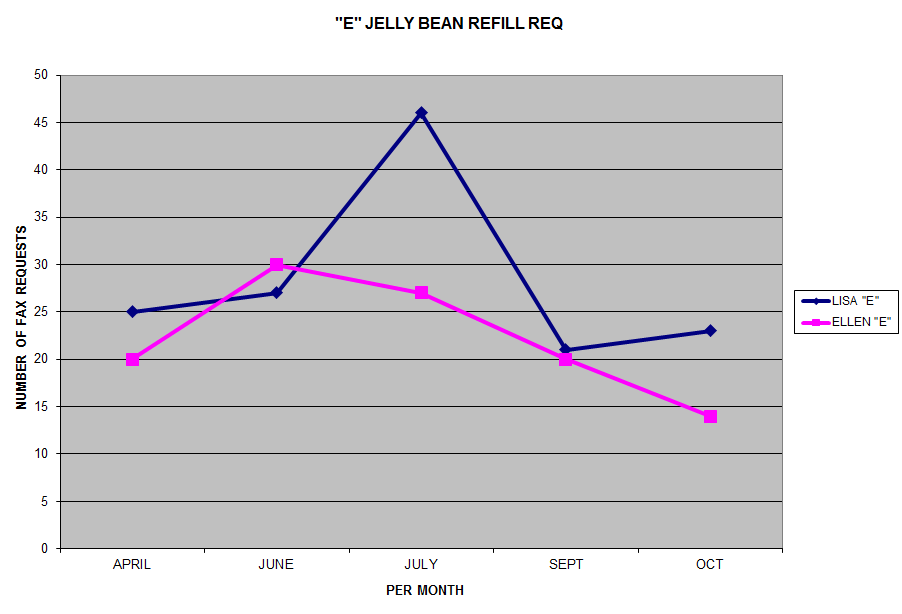 "E" JELLY BEAN REFILL REQ
50
45
40
35
30
25
20
15
10
5
0
NUMBER OF FAX REQUESTS
APRIL JUNE JULY SEPT OCT
PER MONTH
LISA "E"
ELLEN "E"